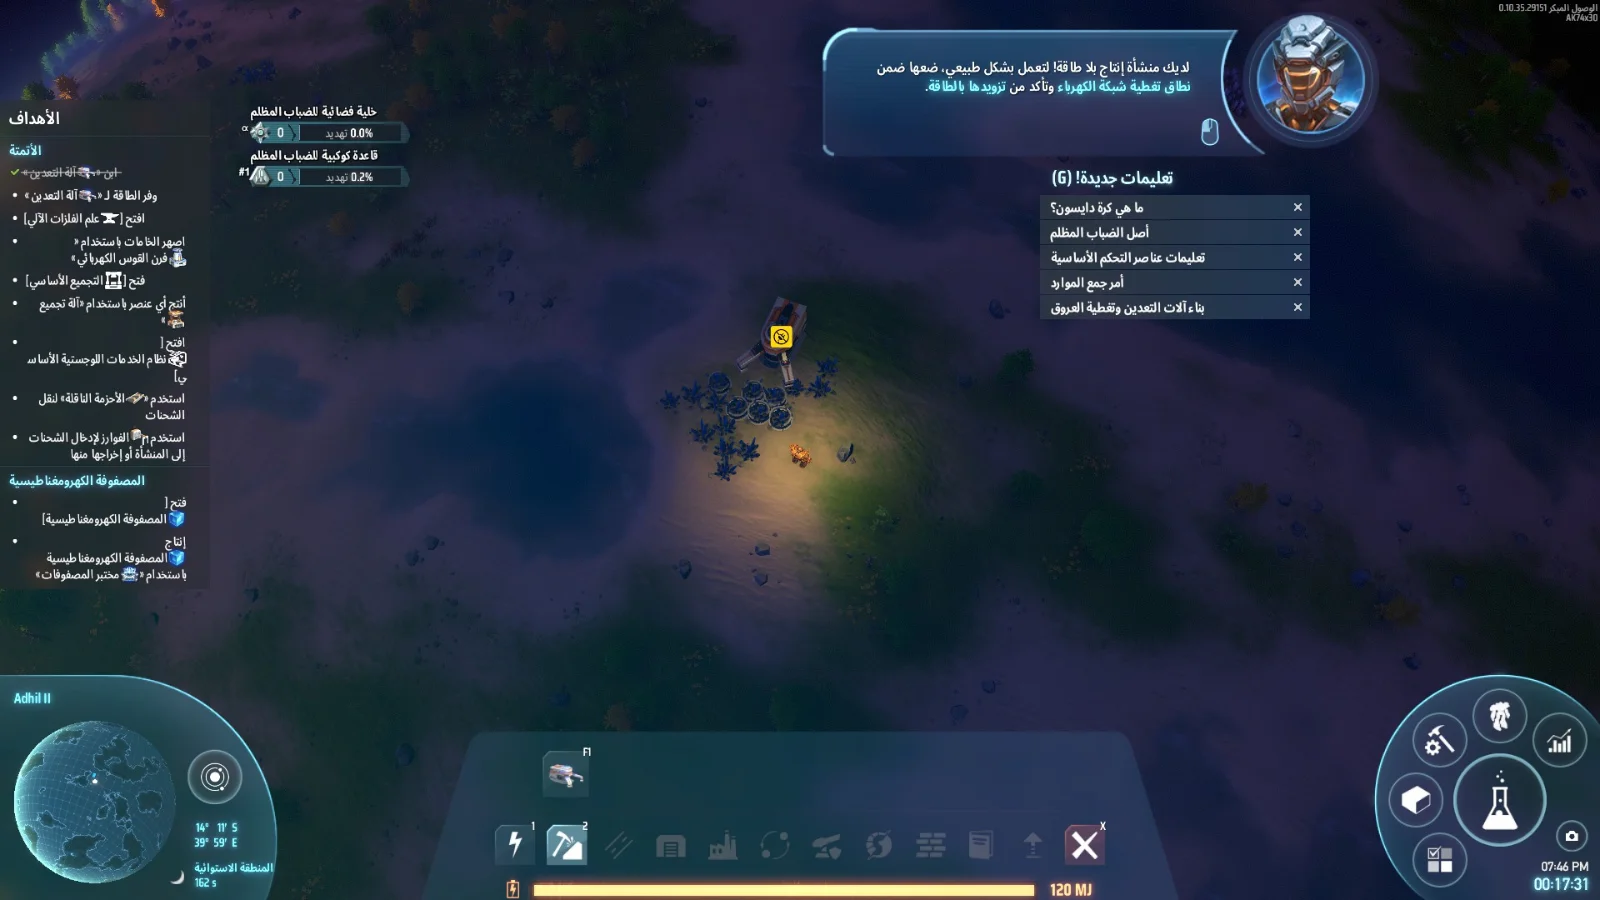 الوصول المبكر 0.10.35.29151
AK74x30
لديك منشأة إنتاج بلا طاقة! لتعمل بشكل طبيعي، ضعها ضمن
نطاق تغطية شبكة الكهرباء وتأكد من تزويدها بالطاقة.
تعليمات جديدة! (G)
ما هي كرة دايسون؟
أصل الضباب المظلم
تعليمات عناصر التحكم الأساسية
أمر جمع الموارد
بناء آلات التعدين وتغطية العروق
خلية فضائية للضباب المظلم
α
0
0.0% تهديد
قاعدة كوكبية للضباب المظلم
#1
0
0.2% تهديد
الأهداف
الأتمتة
ابن «آلة التعدين»
وفر الطاقة لـ «آلة التعدين»
افتح [علم الفلزات الآلي]
اصهر الخامات باستخدام «
فرن القوس الكهربائي»
فتح [التجميع الأساسي]
أنتج أي عنصر باستخدام «آلة تجميع
»
افتح [
نظام الخدمات اللوجستية الأساس
ي]
استخدم «الأحزمة الناقلة» لنقل
الشحنات
استخدم الفوارز لإدخال الشحنات
إلى المنشأة أو إخراجها منها
المصفوفة الكهرومغناطيسية
فتح [
المصفوفة الكهرومغناطيسية]
إنتاج
المصفوفة الكهرومغناطيسية
باستخدام «مختبر المصفوفات»
Adhil II
14° 11' S
39° 59' E
المنطقة الاستوائية
162 s
F1
1
2
X
120 MJ
07:46 PM
00:17:31